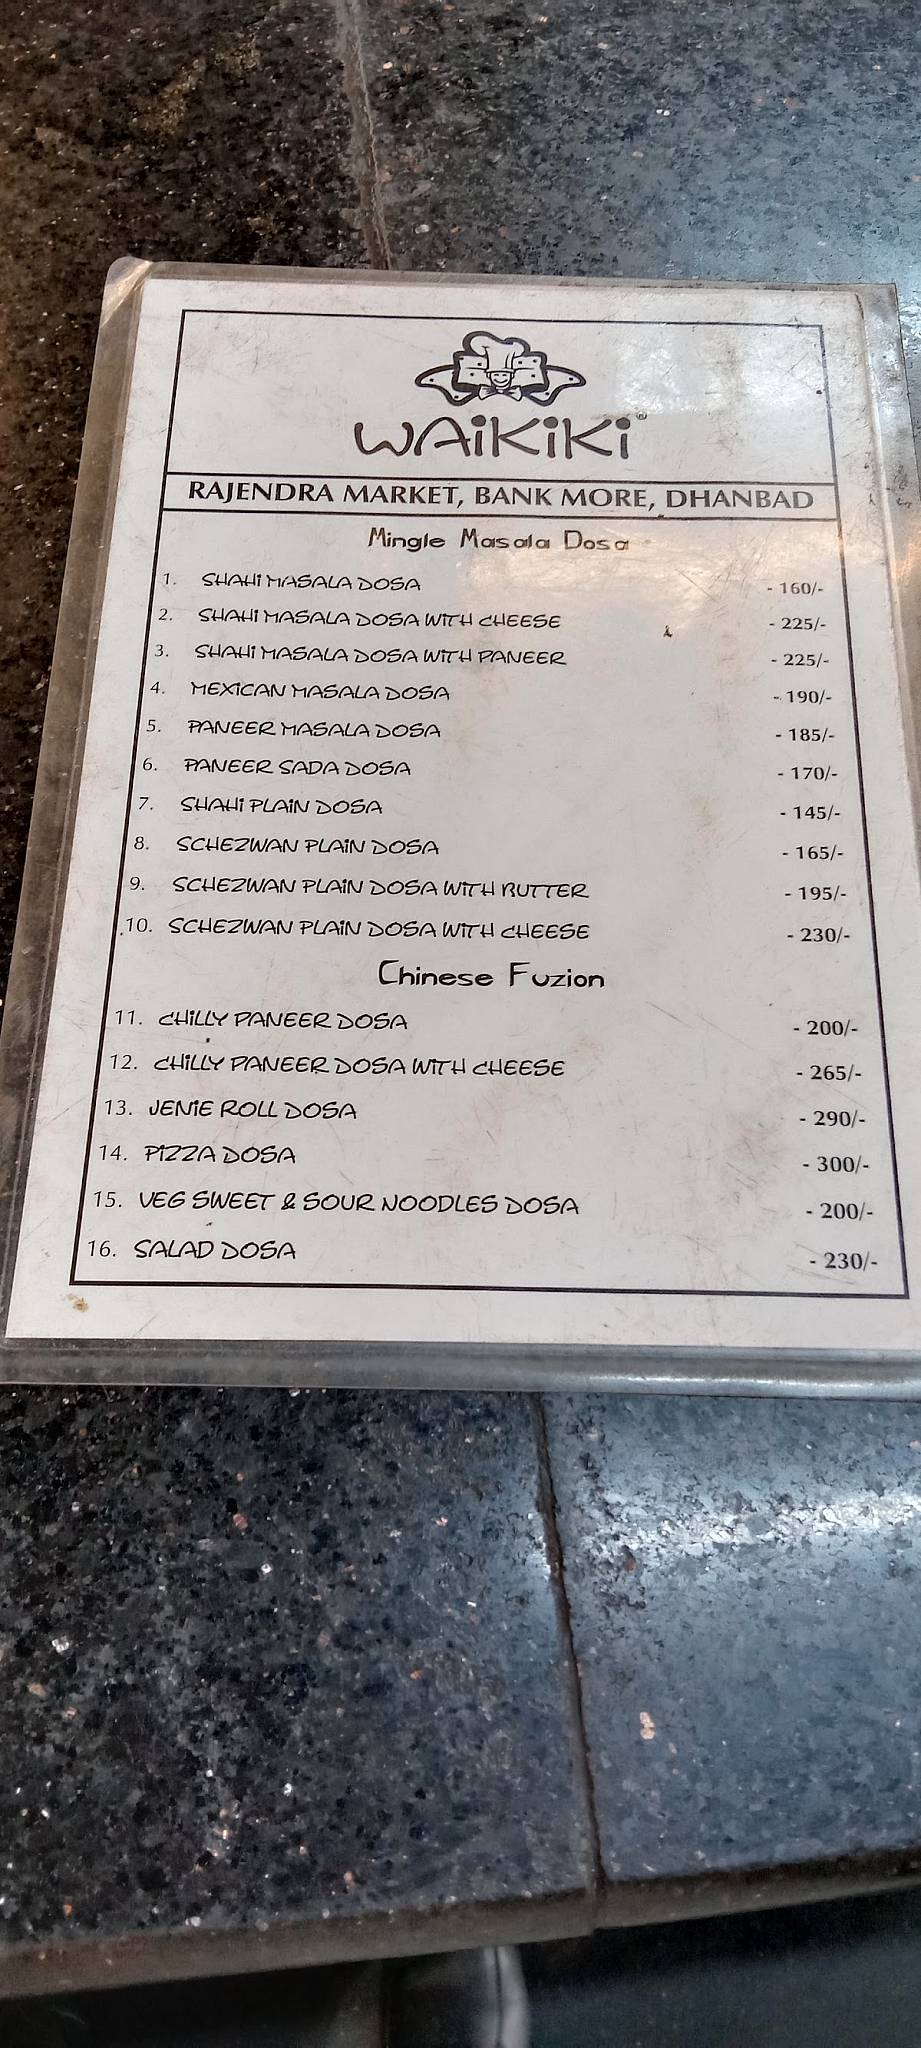 WAiKiKi®
RAJENDRA MARKET, BANK MORE, DHANBAD
Mingle Masala Dosa
1. SHAHI MASALA DOSA - 160/-
2. SHAHI MASALA DOSA WITH CHEESE - 225/-
3. SHAHI MASALA DOSA WITH PANEER - 225/-
4. MEXICAN MASALA DOSA - 190/-
5. PANEER MASALA DOSA - 185/-
6. PANEER SADA DOSA - 170/-
7. SHAHI PLAIN DOSA - 145/-
8. SCHEZWAN PLAIN DOSA - 165/-
9. SCHEZWAN PLAIN DOSA WITH BUTTER - 195/-
10. SCHEZWAN PLAIN DOSA WITH CHEESE - 230/-
Chinese Fuzion
11. CHILLY PANEER DOSA - 200/-
12. CHILLY PANEER DOSA WITH CHEESE - 265/-
13. JENIE ROLL DOSA - 290/-
14. PIZZA DOSA - 300/-
15. VEG SWEET & SOUR NOODLES DOSA - 200/-
16. SALAD DOSA - 230/-